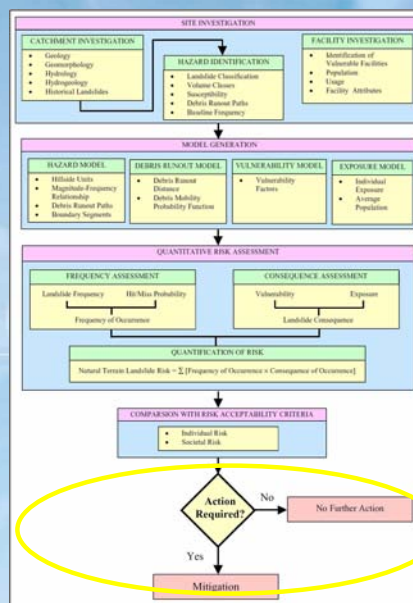 SITE INVESTIGATION
CATCHMENT INVESTIGATION
• Geology
• Geomorphology
• Hydrology
• Hydrogeology
• Historical Landslides
HAZARD IDENTIFICATION
• Landslide Classification
• Volume Classes
• Susceptibility
• Debris Runout Paths
• Baseline Frequency
FACILITY INVESTIGATION
• Identification of
Vulnerable Facilities
• Population
• Usage
• Facility Attributes
MODEL GENERATION
HAZARD MODEL
• Hillside Units
• Magnitude-Frequency
Relationship
• Debris Runout Paths
• Boundary Segments
DEBRIS RUNOUT MODEL
• Debris Runout
Distance
• Debris Mobility
Probability Function
VULNERABILITY MODEL
• Vulnerability
Factors
EXPOSURE MODEL
• Individual
Exposure
• Average
Population
QUANTITATIVE RISK ASSESSMENT
FREQUENCY ASSESSMENT
Landslide Frequency Hit/Miss Probability
Frequency of Occurrence
CONSEQUENCE ASSESSMENT
Vulnerability Exposure
Landslide Consequence
QUANTIFICATION OF RISK
Natural Terrain Landslide Risk = ∑ [Frequency of Occurrence × Consequence of Occurrence]
COMPARSION WITH RISK ACCEPTABILITY CRITERIA
• Individual Risk
• Societal Risk
Action
Required?
No
No Further Action
Yes
Mitigation